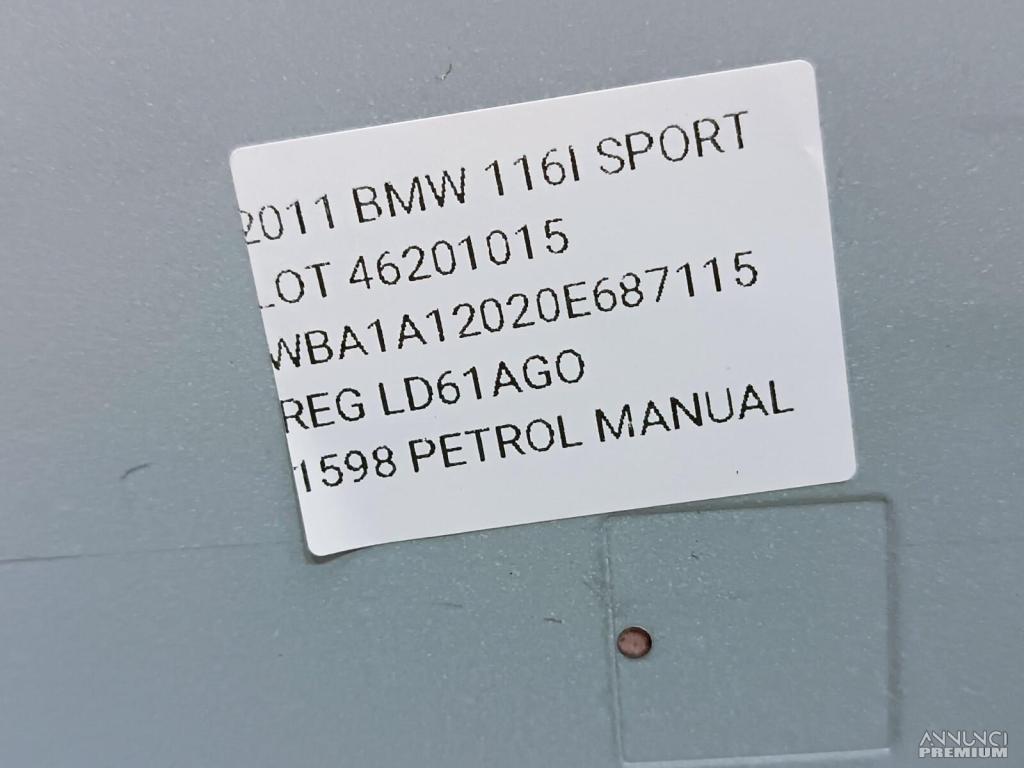 2011 BMW 116I SPORT
LOT 46201015
WBA1A12020E687115
REG LD61AGO
1598 PETROL MANUAL
ANNUNCI
PREMIUM